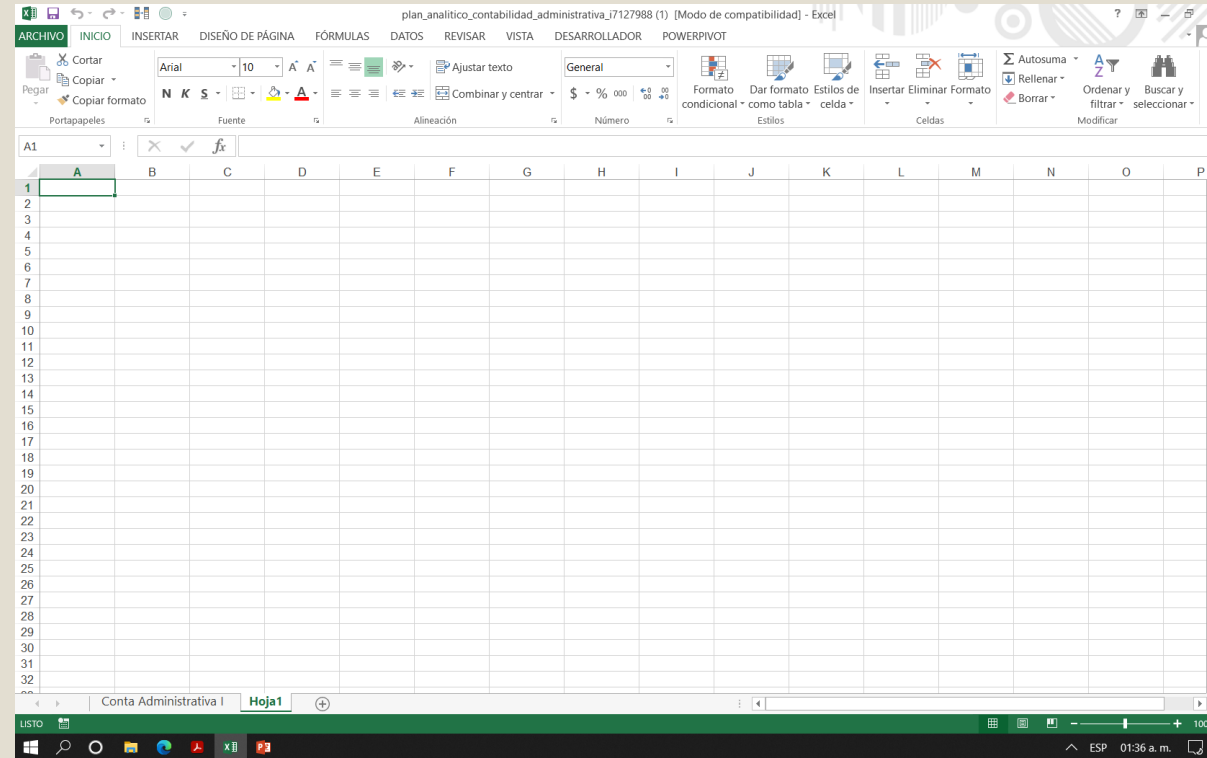 plan_analitico_contabilidad_administrativa_i7127988 (1) [Modo de compatibilidad] - Excel
ARCHIVO INICIO INSERTAR DISEÑO DE PÁGINA FÓRMULAS DATOS REVISAR VISTA DESARROLLADOR POWERPIVOT
Pegar
Cortar
Copiar
Copiar formato
Portapapeles
Arial 10
N K S
Fuente
Ajustar texto
Combinar y centrar
Alineación
General
$ % 000
Número
Formato condicional
Dar formato como tabla
Estilos de celda
Estilos
Insertar Eliminar Formato
Celdas
Autosuma
Rellenar
Borrar
Ordenar y filtrar
Buscar y seleccionar
Modificar
A1 fx
A B C D E F G H I J K L M N O P
1
2
3
4
5
6
7
8
9
10
11
12
13
14
15
16
17
18
19
20
21
22
23
24
25
26
27
28
29
30
31
32
Conta Administrativa I Hoja1
LISTO 100
ESP 01:36 a. m.